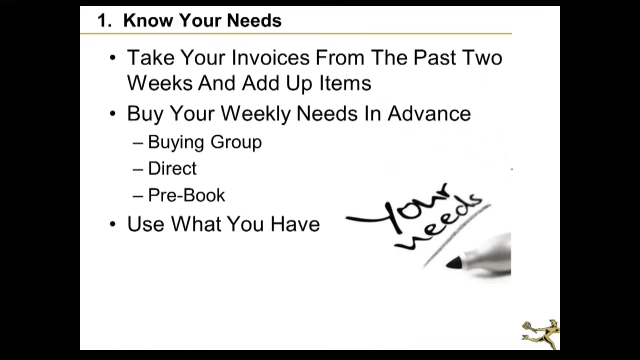 1. Know Your Needs
• Take Your Invoices From The Past Two
Weeks And Add Up Items
• Buy Your Weekly Needs In Advance
– Buying Group
– Direct
– Pre-Book
• Use What You Have
Your
needs